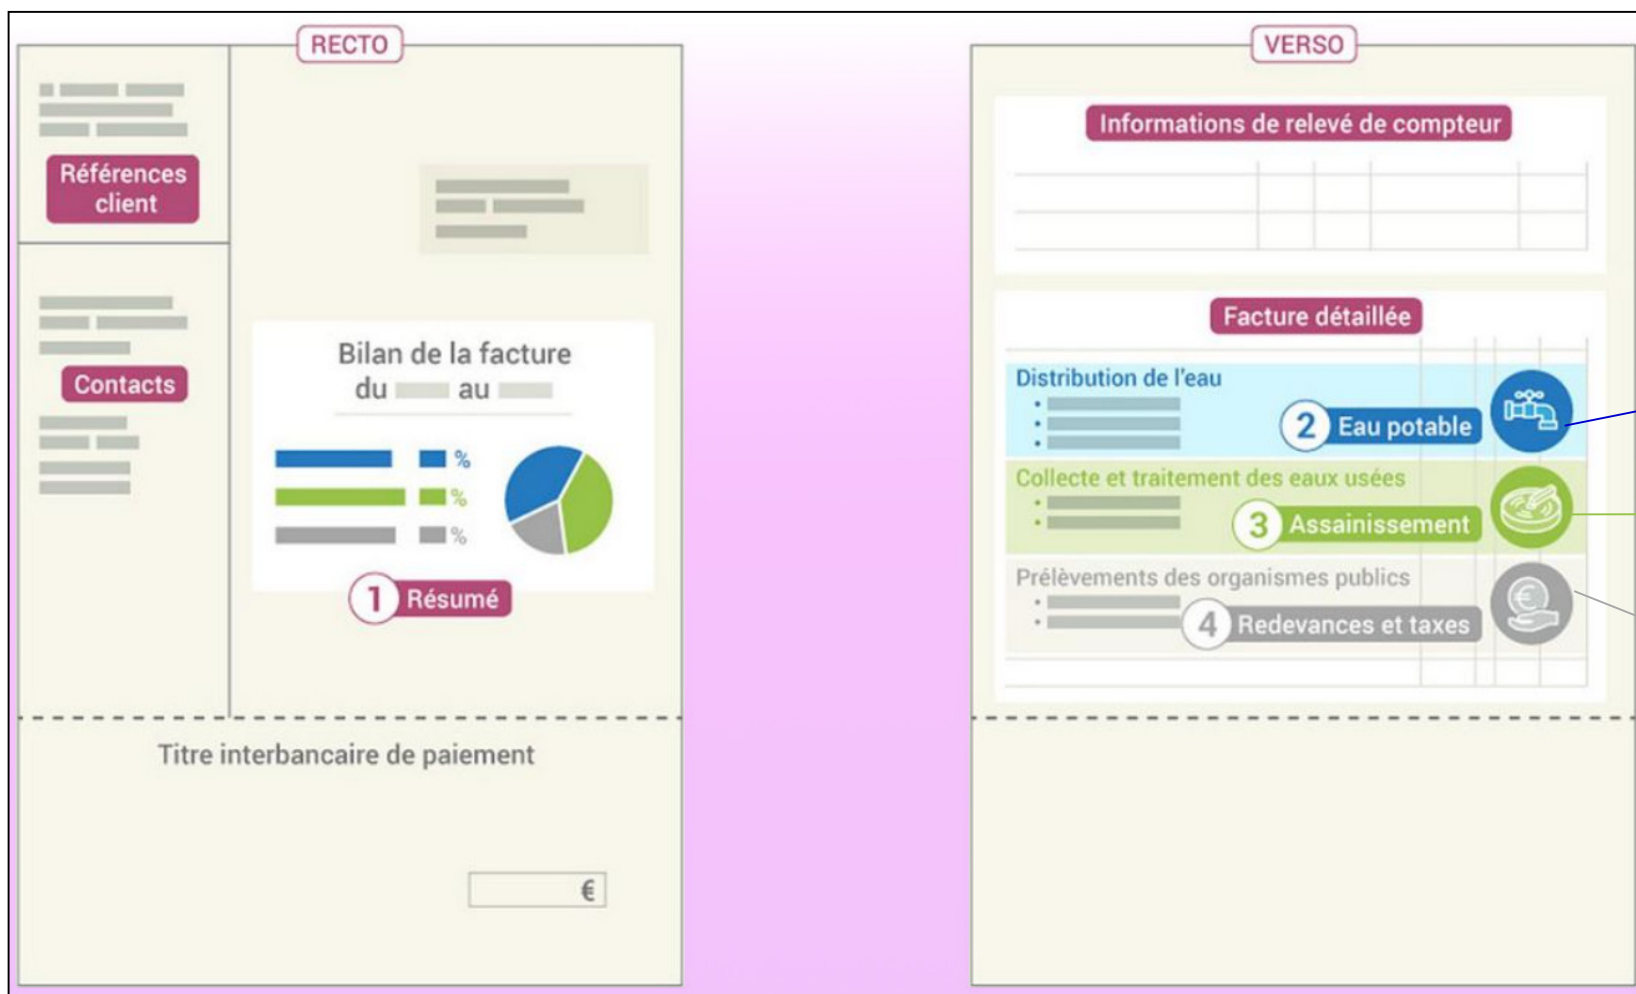 RECTO
Références
client
Contacts
Bilan de la facture
du au
%
%
%
1 Résumé
Titre interbancaire de paiement
€
VERSO
Informations de relevé de compteur
Facture détaillée
Distribution de l'eau
2 Eau potable
Collecte et traitement des eaux usées
3 Assainissement
Prélèvements des organismes publics
€
4 Redevances et taxes